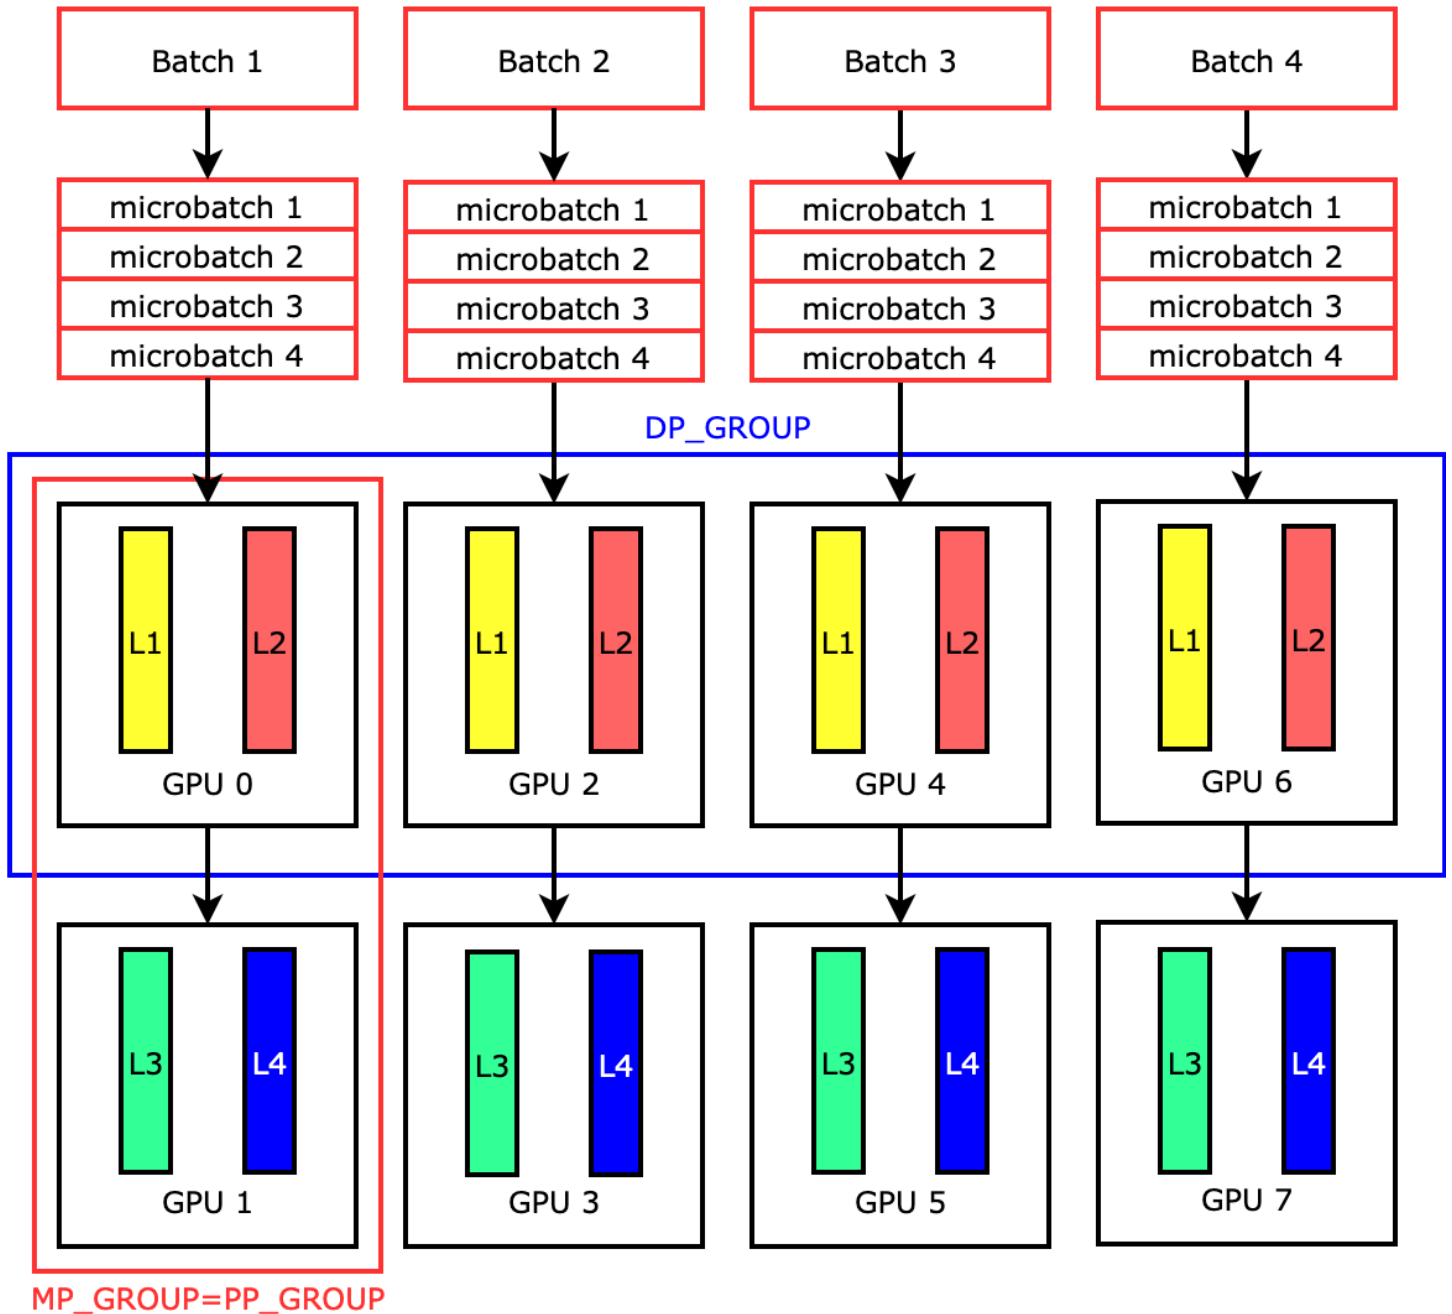 Batch 1
Batch 2
Batch 3
Batch 4
microbatch 1
microbatch 2
microbatch 3
microbatch 4
microbatch 1
microbatch 2
microbatch 3
microbatch 4
microbatch 1
microbatch 2
microbatch 3
microbatch 4
microbatch 1
microbatch 2
microbatch 3
microbatch 4
DP_GROUP
L1
L2
GPU 0
L1
L2
GPU 2
L1
L2
GPU 4
L1
L2
GPU 6
L3
L4
GPU 1
L3
L4
GPU 3
L3
L4
GPU 5
L3
L4
GPU 7
MP_GROUP=PP_GROUP